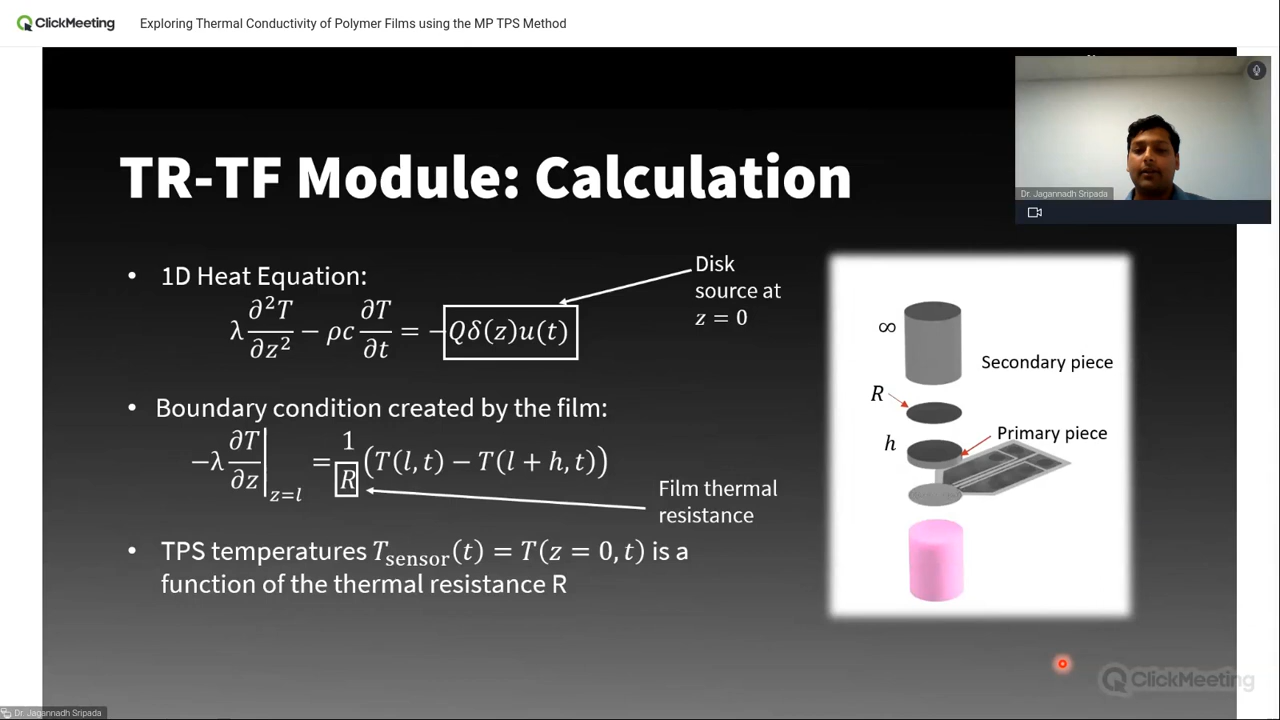 ClickMeeting
Exploring Thermal Conductivity of Polymer Films using the MP TPS Method
Dr. Jagannadh Sripada
TR-TF Module: Calculation
• 1D Heat Equation:
λ ∂²T/∂z² − ρc ∂T/∂t = −Qδ(z)u(t)
Disk
source at
z = 0
• Boundary condition created by the film:
−λ ∂T/∂z|z=l = 1/R (T(l, t) − T(l + h, t))
Film thermal
resistance
• TPS temperatures Tsensor(t) = T(z = 0, t) is a
function of the thermal resistance R
∞
Secondary piece
R
Primary piece
h
ClickMeeting
Dr. Jagannadh Sripada